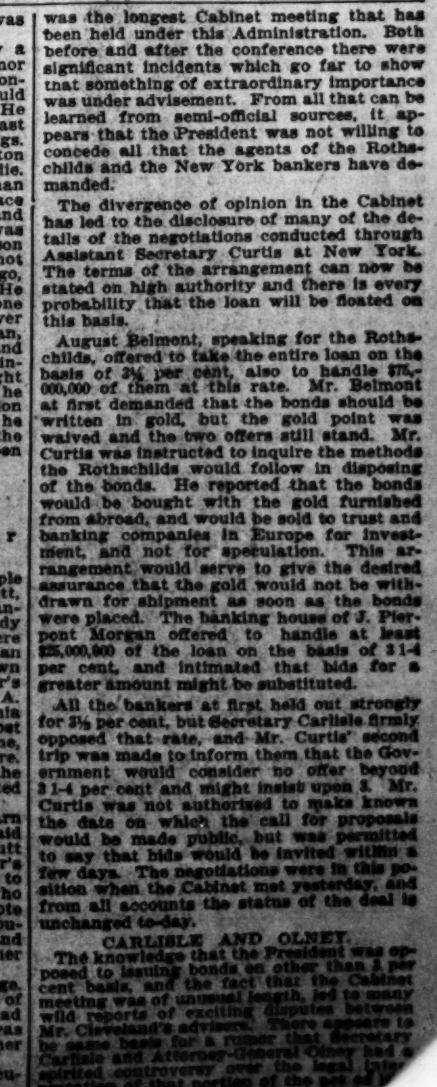 was the longest Cabinet meeting that has
been held under this Administration. Both
before and after the conference there were
significant incidents which go far to show
that something of extraordinary importance
was under advisement. From all that can be
learned from semi-official sources, it ap-
pears that the President was not willing to
concede all that the agents of the Roths-
childs and the New York bankers have de-
manded.
The divergence of opinion in the Cabinet
has led to the disclosure of many of the de-
tails of the negotiations conducted through
Assistant Secretary Curtis at New York.
The terms of the arrangement can now be
stated on high authority and there is every
probability that the loan will be floated on
this basis.
August Belmont, speaking for the Roths-
childs, offered to take the entire loan on the
basis of per cent, also to handle $75,-
000,000 of them at this rate. Mr. Belmont
at first demanded that the bonds should be
written in gold, but the gold point was
waived and the two offers still stand. Mr.
Curtis was instructed to inquire the methods
the Rothschilds would follow in disposing
of the bonds. He reported that the bonds
would be bought with the gold furnished
from abroad, and would be sold to trust and
banking companies in Europe for invest-
ment, and not for speculation. This ar-
rangement would serve to give the desired
assurance that the gold would not be with-
drawn for shipment as soon as the bonds
were placed. The banking house of J. Pier-
pont Morgan offered to handle at least
$25,000,000 of the loan on the basis of 3 1-4
per cent, and intimated that bids for a
greater amount might be substituted.
All the bankers at first held out strongly
for 3½ per cent, but Secretary Carlisle firmly
opposed that rate, and Mr. Curtis' second
trip was made to inform them that the Gov-
ernment would consider no offer beyond
3 1-4 per cent and might insist upon 3. Mr.
Curtis was not authorized to make known
the date on which the call for proposals
would be made public, but was permitted
to say that bids would be invited within a
few days. The negotiations were in this po-
sition when the Cabinet met yesterday, and
from all accounts the status of the deal is
unchanged to-day.
CARLISLE AND OLNEY.
The knowledge that the President was op-
posed to issuing bonds on other than 3 per
cent basis, and the fact that the Cabinet
meeting was of unusual length, led to many
wild reports of exciting disputes between
Mr. Cleveland's advisers. There appears to
be some basis for a rumor that Secretary
Carlisle and Attorney-General Olney had a
spirited controversy over the legal
that portion of the